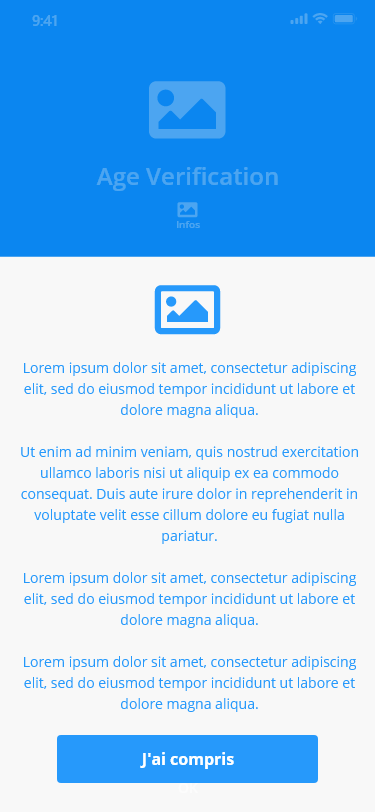 9:41
Age Verification
Infos
Lorem ipsum dolor sit amet, consectetur adipiscing
elit, sed do eiusmod tempor incididunt ut labore et
dolore magna aliqua.
Ut enim ad minim veniam, quis nostrud exercitation
ullamco laboris nisi ut aliquip ex ea commodo
consequat. Duis aute irure dolor in reprehenderit in
voluptate velit esse cillum dolore eu fugiat nulla
pariatur.
Lorem ipsum dolor sit amet, consectetur adipiscing
elit, sed do eiusmod tempor incididunt ut labore et
dolore magna aliqua.
Lorem ipsum dolor sit amet, consectetur adipiscing
elit, sed do eiusmod tempor incididunt ut labore et
dolore magna aliqua.
J'ai compris